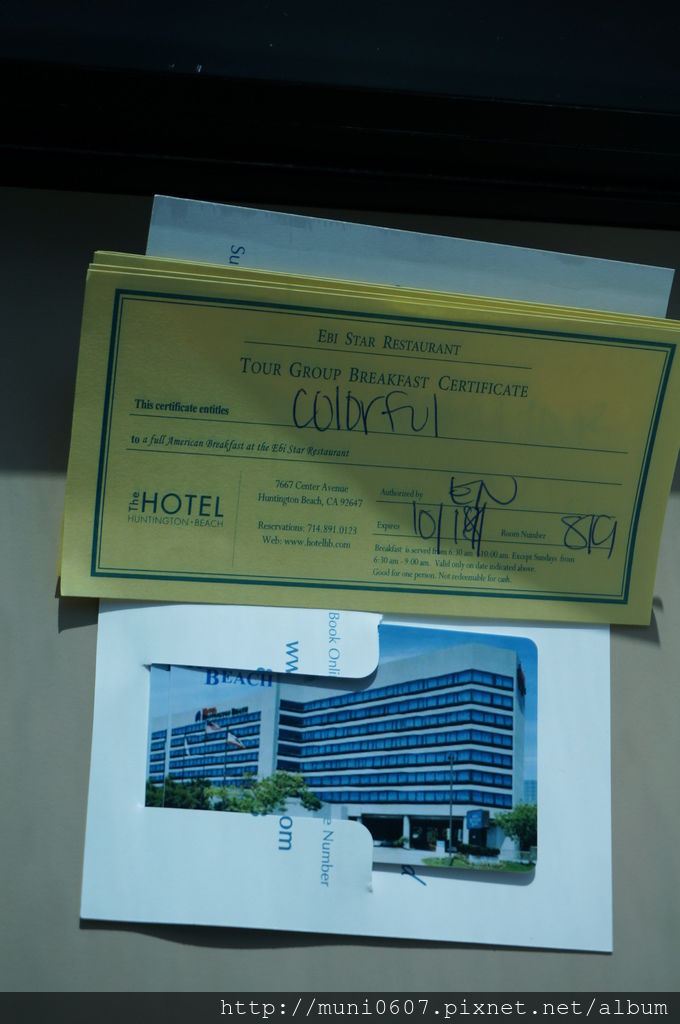 Su
EBI STAR RESTAURANT
TOUR GROUP BREAKFAST CERTIFICATE
This certificate entitles colorful
to a full American Breakfast at the Ebi Star Restaurant
The HOTEL
HUNTINGTON • BEACH
7667 Center Avenue
Huntington Beach, CA 92647
Reservations: 714.891.0123
Web: www.hotelhb.com
Authorized by EN
Expires 10/18/ Room Number 819
Breakfast is served from 6:30 am - 10:00 am. Except Sundays from
6:30 am - 9:00 am. Valid only on date indicated above.
Good for one person. Not redeemable for cash.
Book Onli
ww
BEACH
om
e Number
http://muni0607.pixnet.net/album